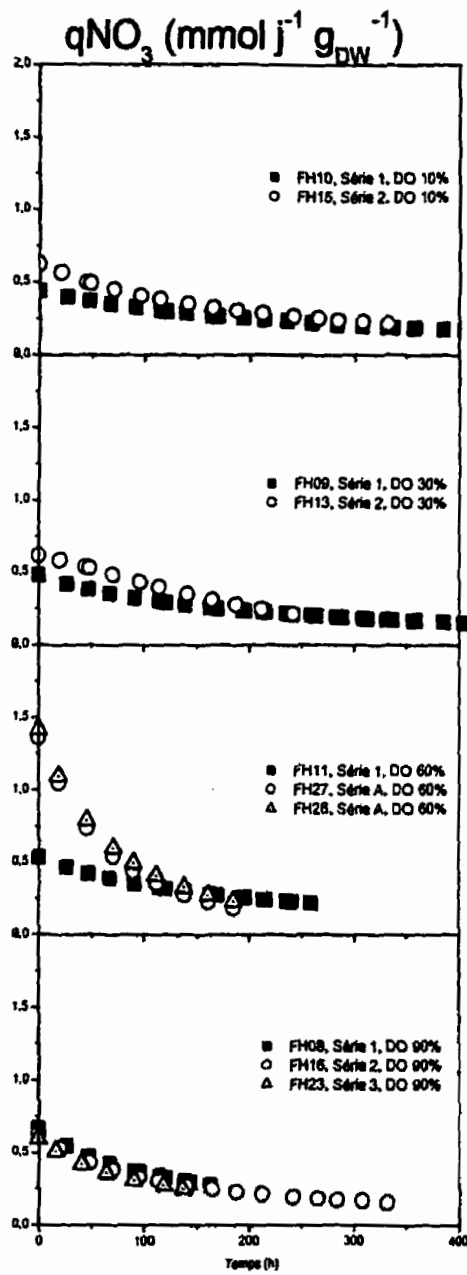 qNO₃ (mmol j⁻¹ g_DW⁻¹)
2,0
1,5
1,0
0,5
0,0
FH10, Série 1, DO 10%
FH15, Série 2, DO 10%
1,5
1,0
0,5
0,0
FH09, Série 1, DO 30%
FH13, Série 2, DO 30%
1,5
1,0
0,5
0,0
FH11, Série 1, DO 60%
FH27, Série A, DO 60%
FH28, Série A, DO 60%
1,5
1,0
0,5
0,0
FH08, Série 1, DO 90%
FH16, Série 2, DO 90%
FH23, Série 3, DO 90%
0 100 200 300 400
Temps (h)